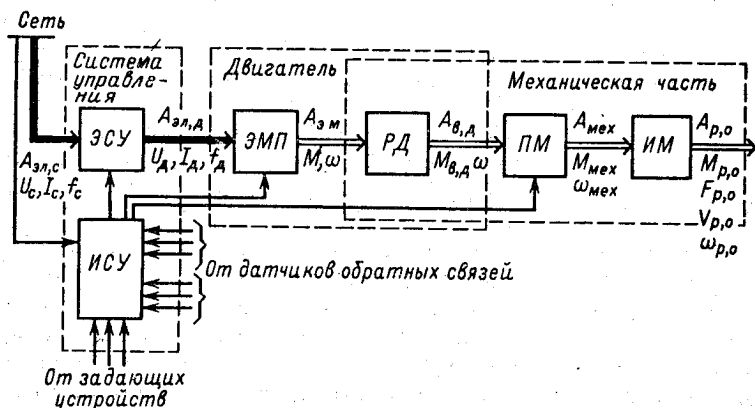 Сеть
Система
управле-
ния
Двигатель
Механическая часть
Aэл,с
Uс, Iс, fс
ЭСУ
Aэл,д
Uд, Iд, fд
ЭМП
Aэм
M, ω
РД
Aв,д
Mв,д ω
ПМ
Aмех
Mмех
ωмех
ИМ
Aр,о
Mр,о
Fр,о
Vр,о
ωр,о
ИСУ
От датчиков обратных связей
От задающих
устройств